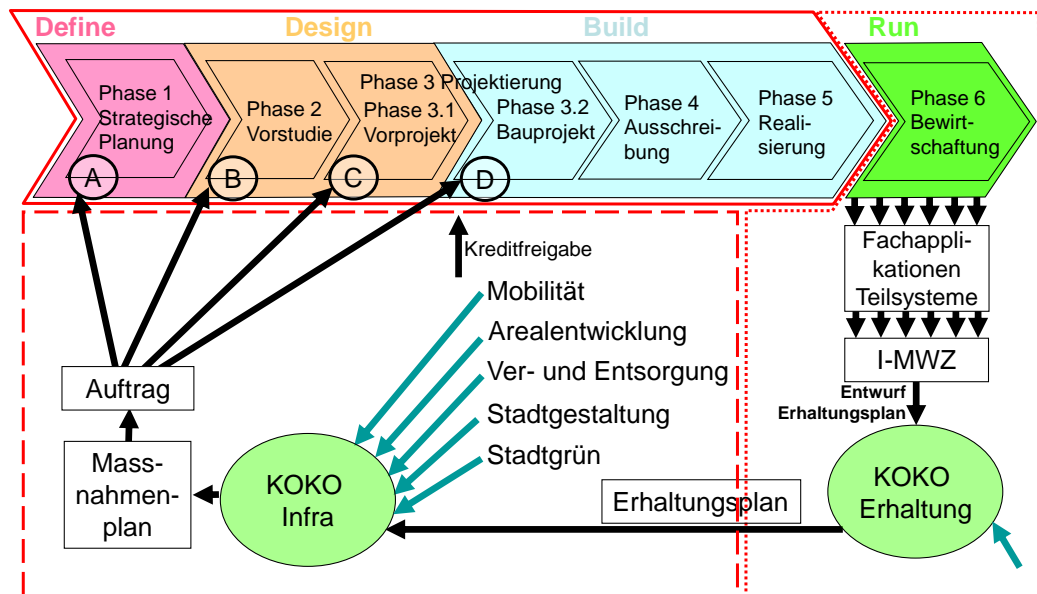 Define
Design
Build
Run
Phase 1
Strategische
Planung
Phase 2
Vorstudie
Phase 3 Projektierung
Phase 3.1
Vorprojekt
Phase 3.2
Bauprojekt
Phase 4
Ausschrei-
bung
Phase 5
Reali-
sierung
Phase 6
Bewirt-
schaftung
A
B
C
D
Kreditfreigabe
Fachappli-
kationen
Teilsysteme
Mobilität
Arealentwicklung
Ver- und Entsorgung
Stadtgestaltung
Stadtgrün
I-MWZ
Entwurf
Erhaltungsplan
Auftrag
Mass-
nahmen-
plan
KOKO
Infra
Erhaltungsplan
KOKO
Erhaltung